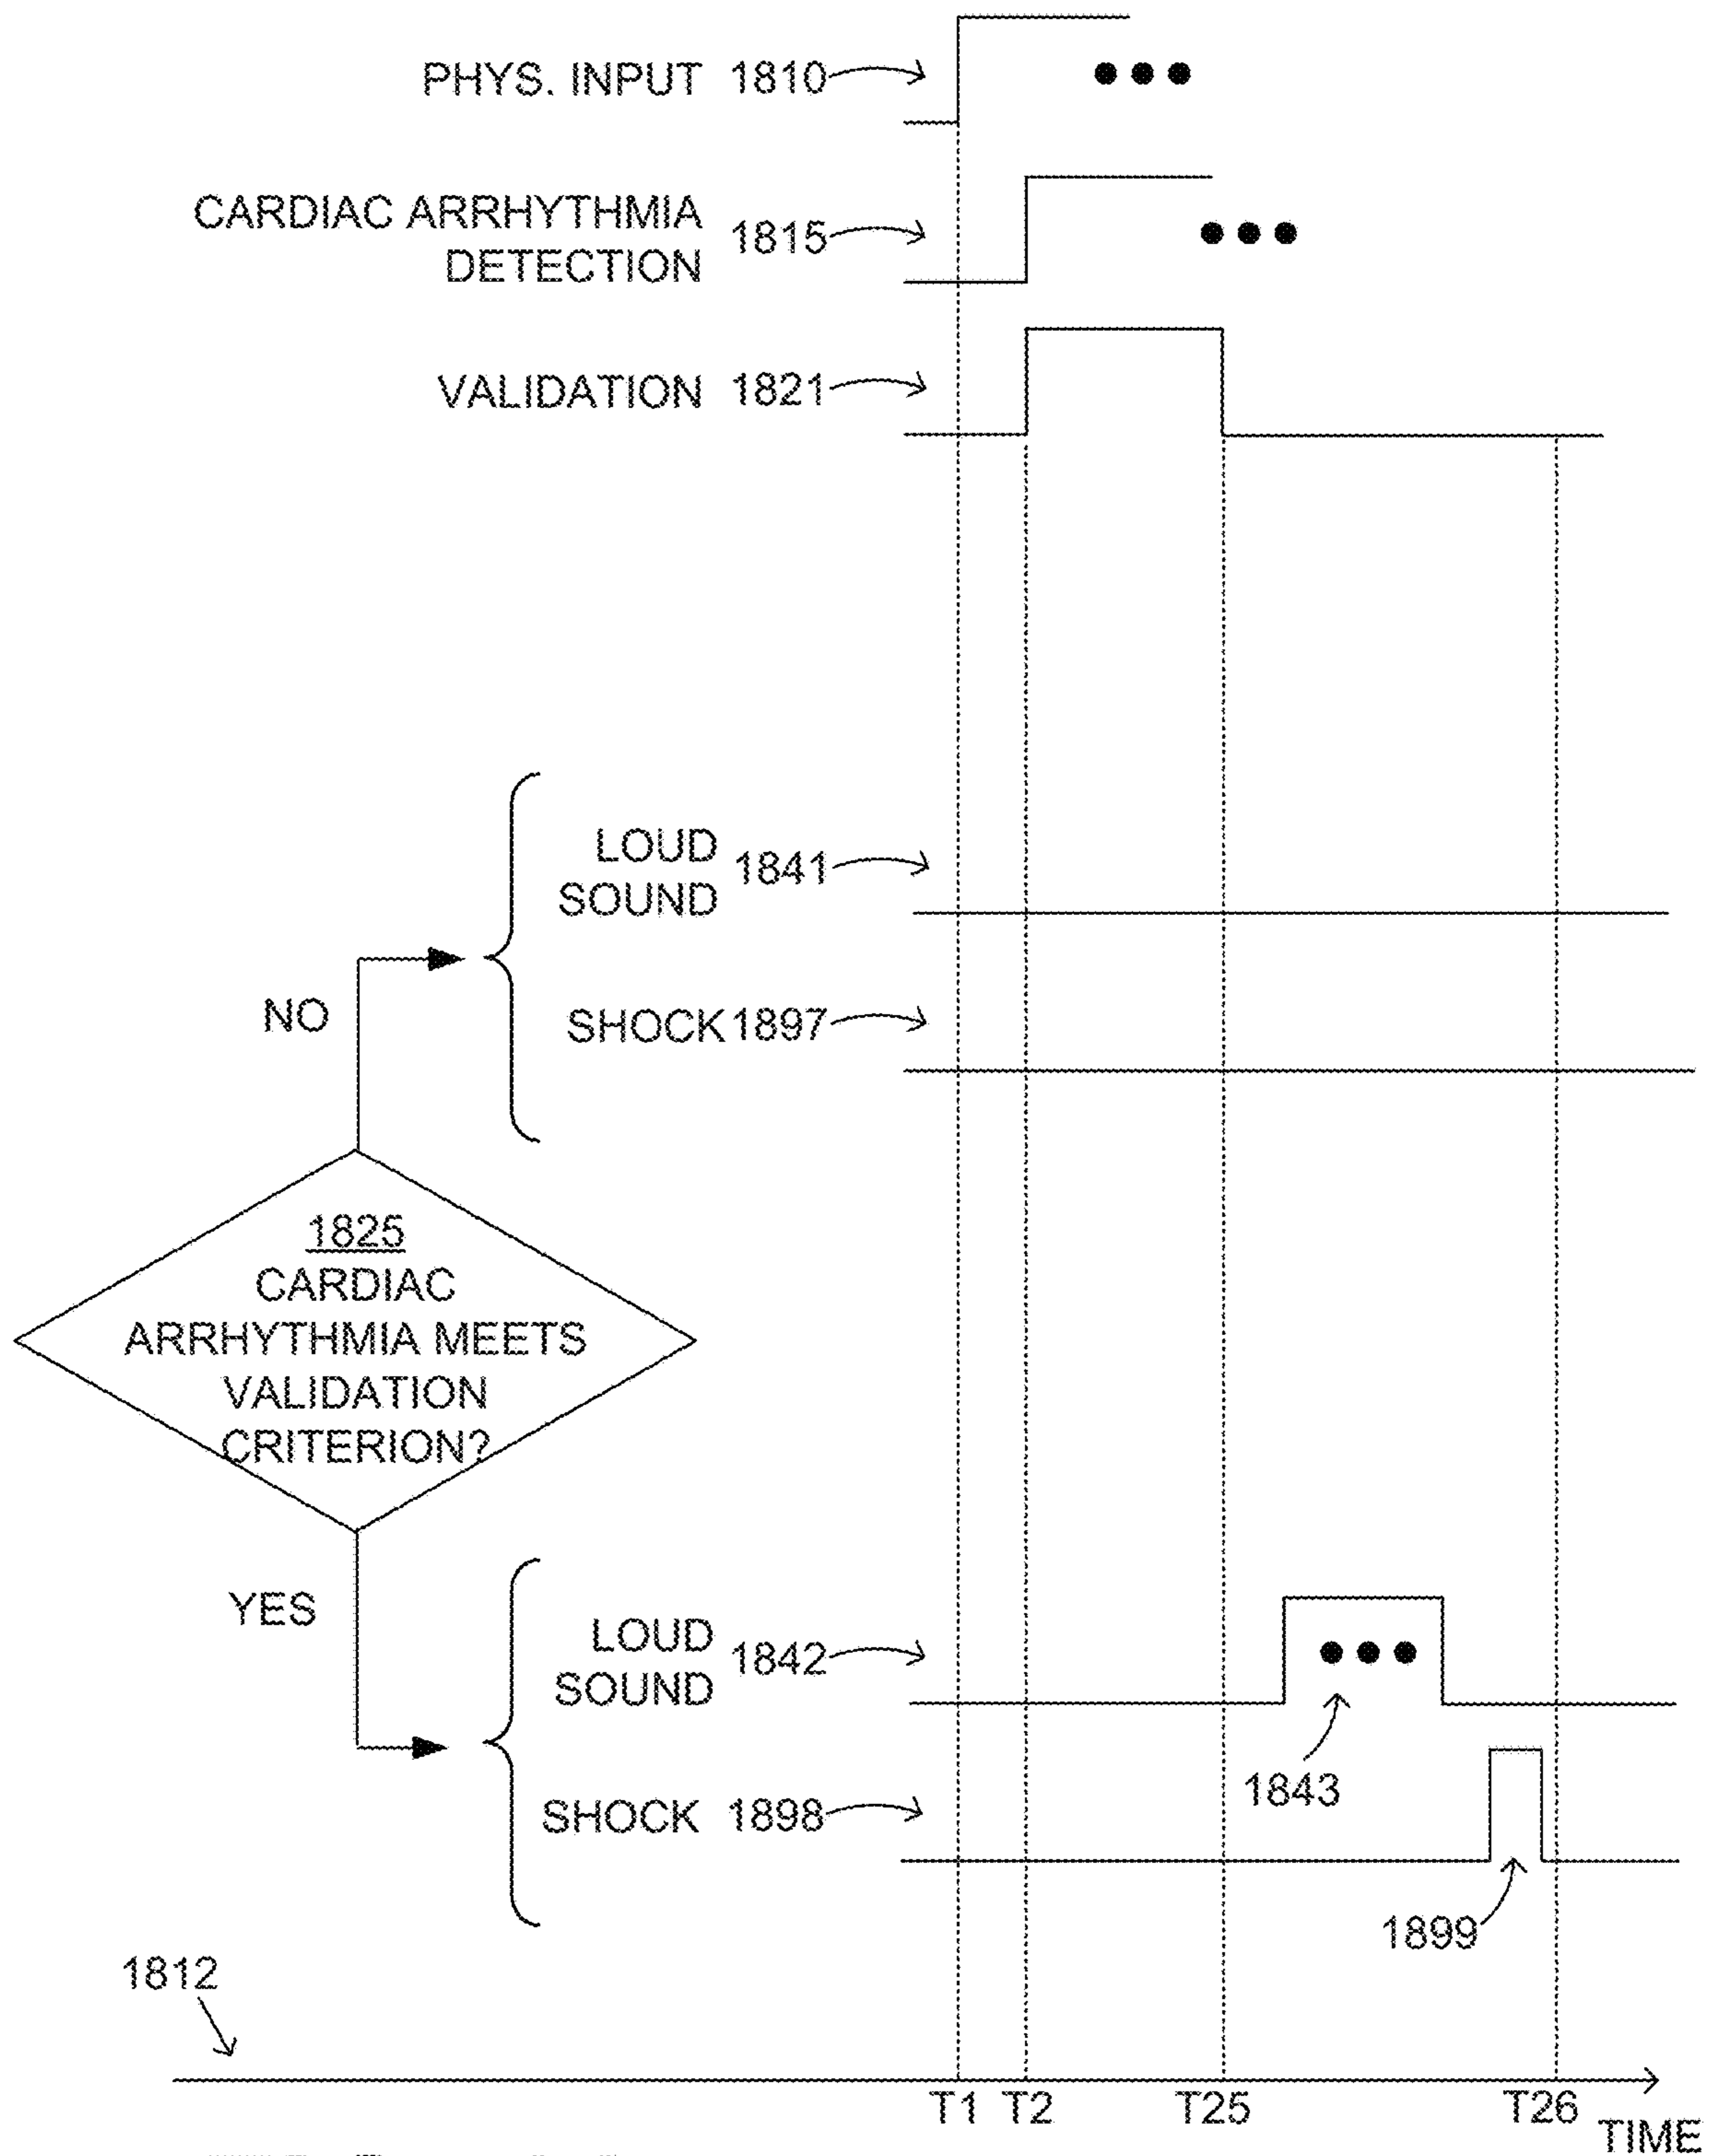 PHYS. INPUT 1810
CARDIAC ARRHYTHMIA
DETECTION
1815
VALIDATION 1821
LOUD
SOUND
1841
SHOCK 1897
NO
1825
CARDIAC
ARRHYTHMIA MEETS
VALIDATION
CRITERION?
YES
LOUD
SOUND
1842
1843
SHOCK 1898
1899
1812
T1 T2 T25 T26
TIME